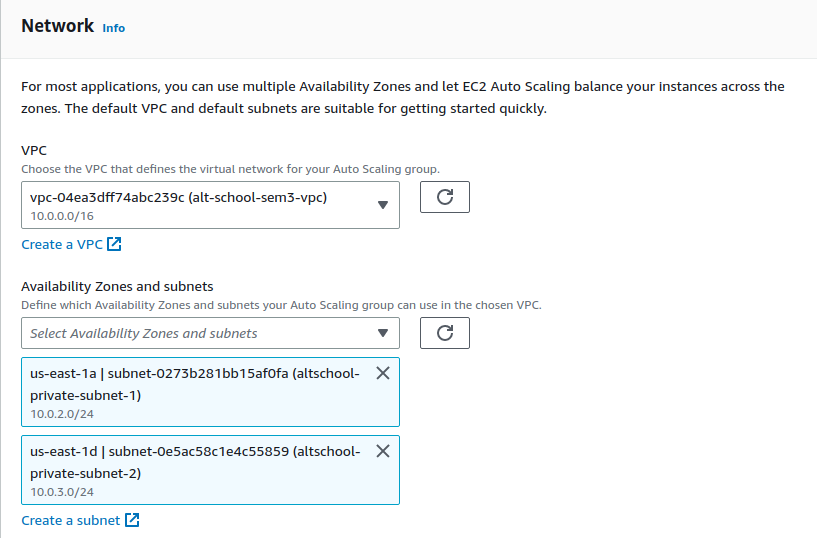 Network Info
For most applications, you can use multiple Availability Zones and let EC2 Auto Scaling balance your instances across the
zones. The default VPC and default subnets are suitable for getting started quickly.
VPC
Choose the VPC that defines the virtual network for your Auto Scaling group.
vpc-04ea3dff74abc239c (alt-school-sem3-vpc)
10.0.0.0/16
Create a VPC
Availability Zones and subnets
Define which Availability Zones and subnets your Auto Scaling group can use in the chosen VPC.
Select Availability Zones and subnets
us-east-1a | subnet-0273b281bb15af0fa (altschool-
private-subnet-1)
10.0.2.0/24
us-east-1d | subnet-0e5ac58c1e4c55859 (altschool-
private-subnet-2)
10.0.3.0/24
Create a subnet